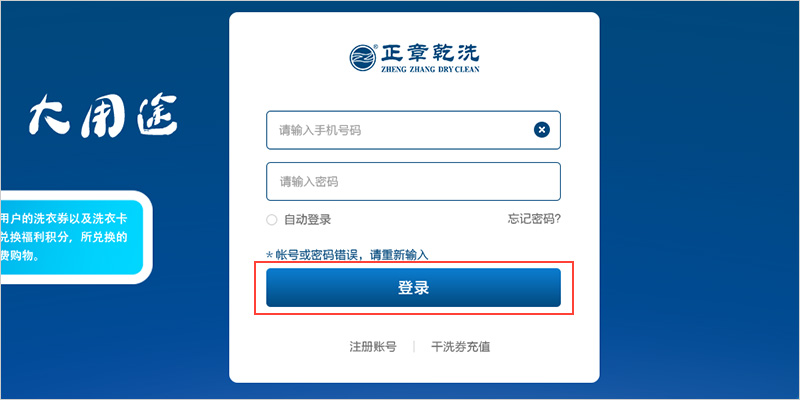 正章乾洗
ZHENG ZHANG DRY CLEAN
大用途
请输入手机号码
请输入密码
自动登录
忘记密码?
用户的洗衣券以及洗衣卡
兑换福利积分，所兑换的
费购物。
*帐号或密码错误，请重新输入
登录
注册账号
干洗券充值